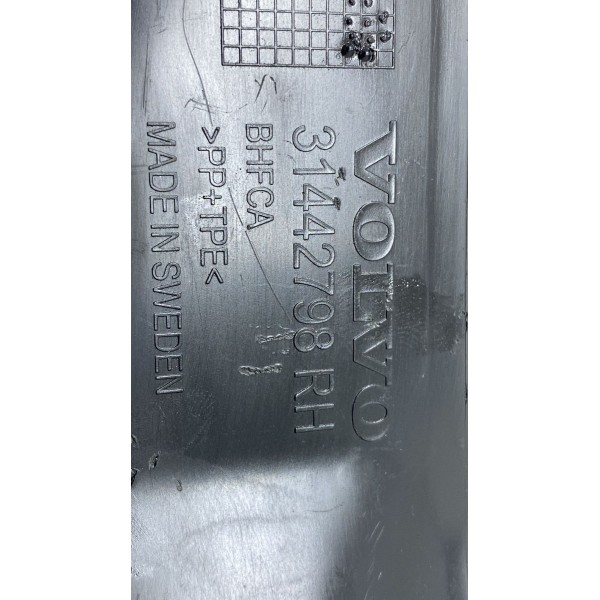 VOLVO
31442798 RH
BHFCA
>PP+TPE<
MADE IN SWEDEN